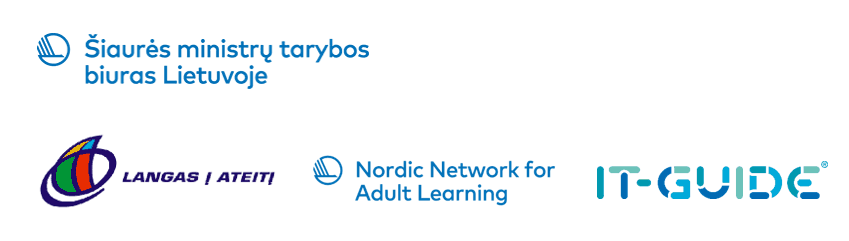 Šiaurės ministrų tarybos
biuras Lietuvoje
LANGAS Į ATEITĮ
Nordic Network for
Adult Learning
IT-GUIDE®